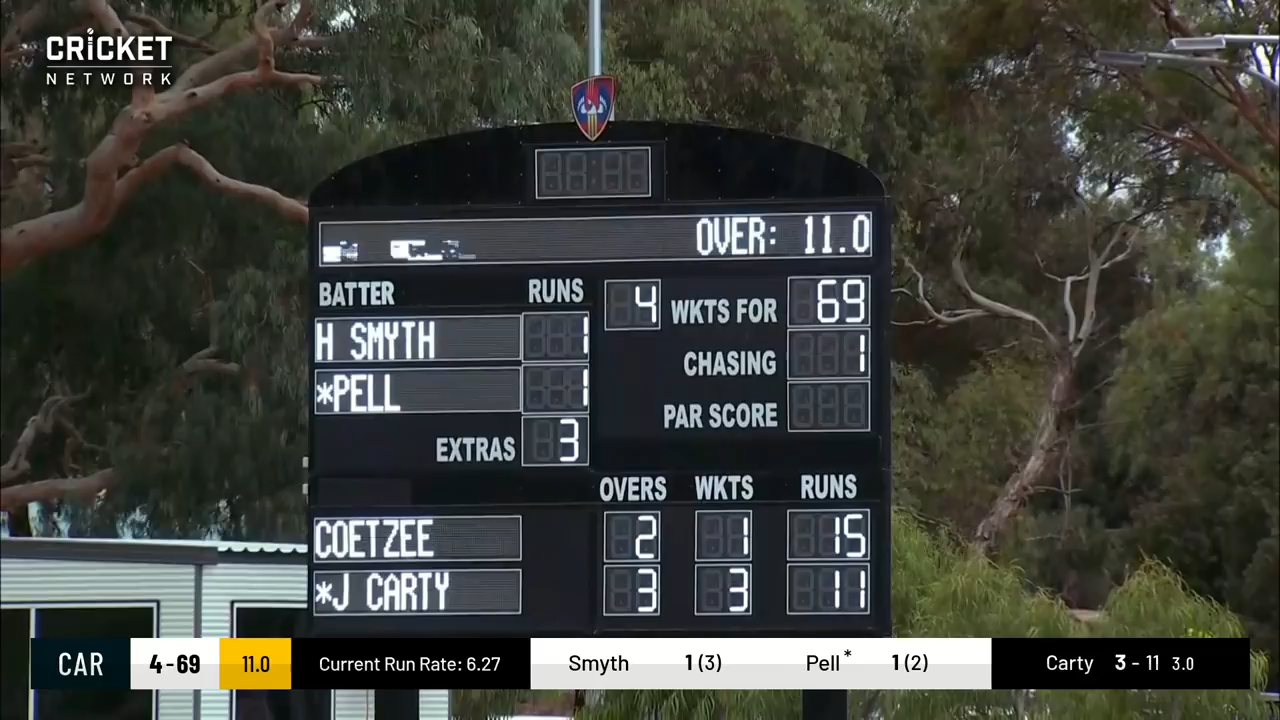 CRICKET
NETWORK
OVER: 11.0
BATTER RUNS
4 WKTS FOR 69
H SMYTH 1
CHASING 1
*PELL 1
PAR SCORE
EXTRAS 3
OVERS WKTS RUNS
COETZEE 2 1 15
*J CARTY 3 3 11
CAR 4-69 11.0 Current Run Rate: 6.27 Smyth 1 (3) Pell* 1 (2) Carty 3 - 11 3.0